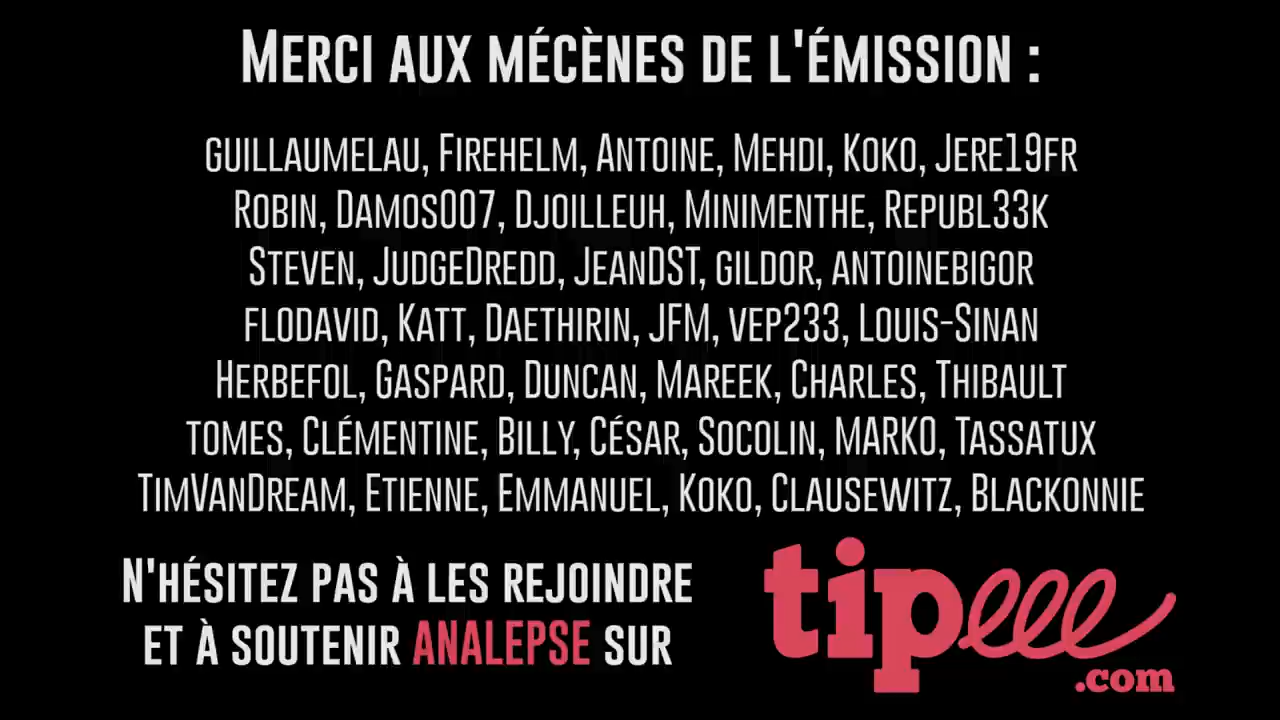 Merci aux mécènes de l'émission :
guillaumelau, Firehelm, Antoine, Mehdi, Koko, Jere19fr
Robin, Damos007, Djoilleuh, Minimenthe, Republ33k
Steven, JudgeDredd, JeanDST, gildor, antoinebigor
flodavid, Katt, Daethirin, JFM, vep233, Louis-Sinan
Herbefol, Gaspard, Duncan, Mareek, Charles, Thibault
tomes, Clémentine, Billy, César, Socolin, MARKO, Tassatux
TimVanDream, Etienne, Emmanuel, Koko, Clausewitz, Blackonnie
N'hésitez pas à les rejoindre
et à soutenir ANALEPSE sur
tipeee
.com